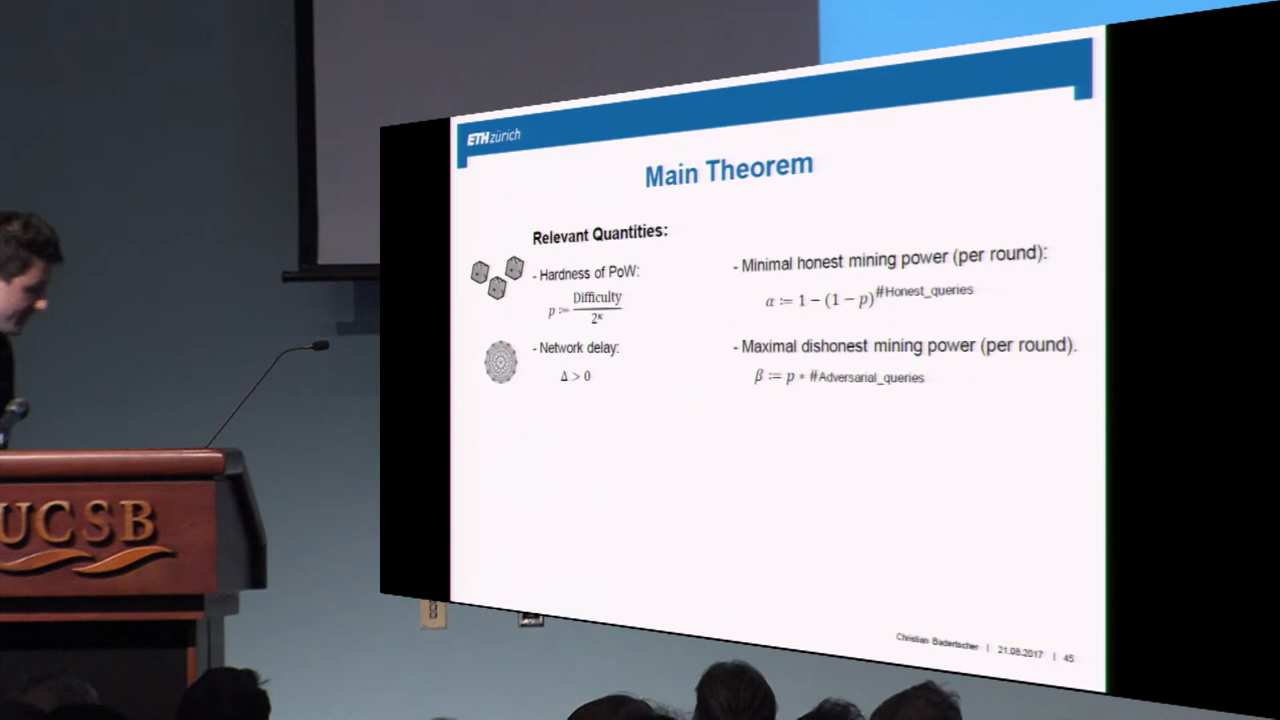 ETH zürich
Main Theorem
Relevant Quantities:
- Hardness of PoW:
p := Difficulty / 2^κ
- Network delay:
Δ > 0
- Minimal honest mining power (per round):
α := 1 − (1 − p)^#Honest_queries
- Maximal dishonest mining power (per round).
β := p * #Adversarial_queries
Christian Badertscher | 21.08.2017 | 45
UCSB